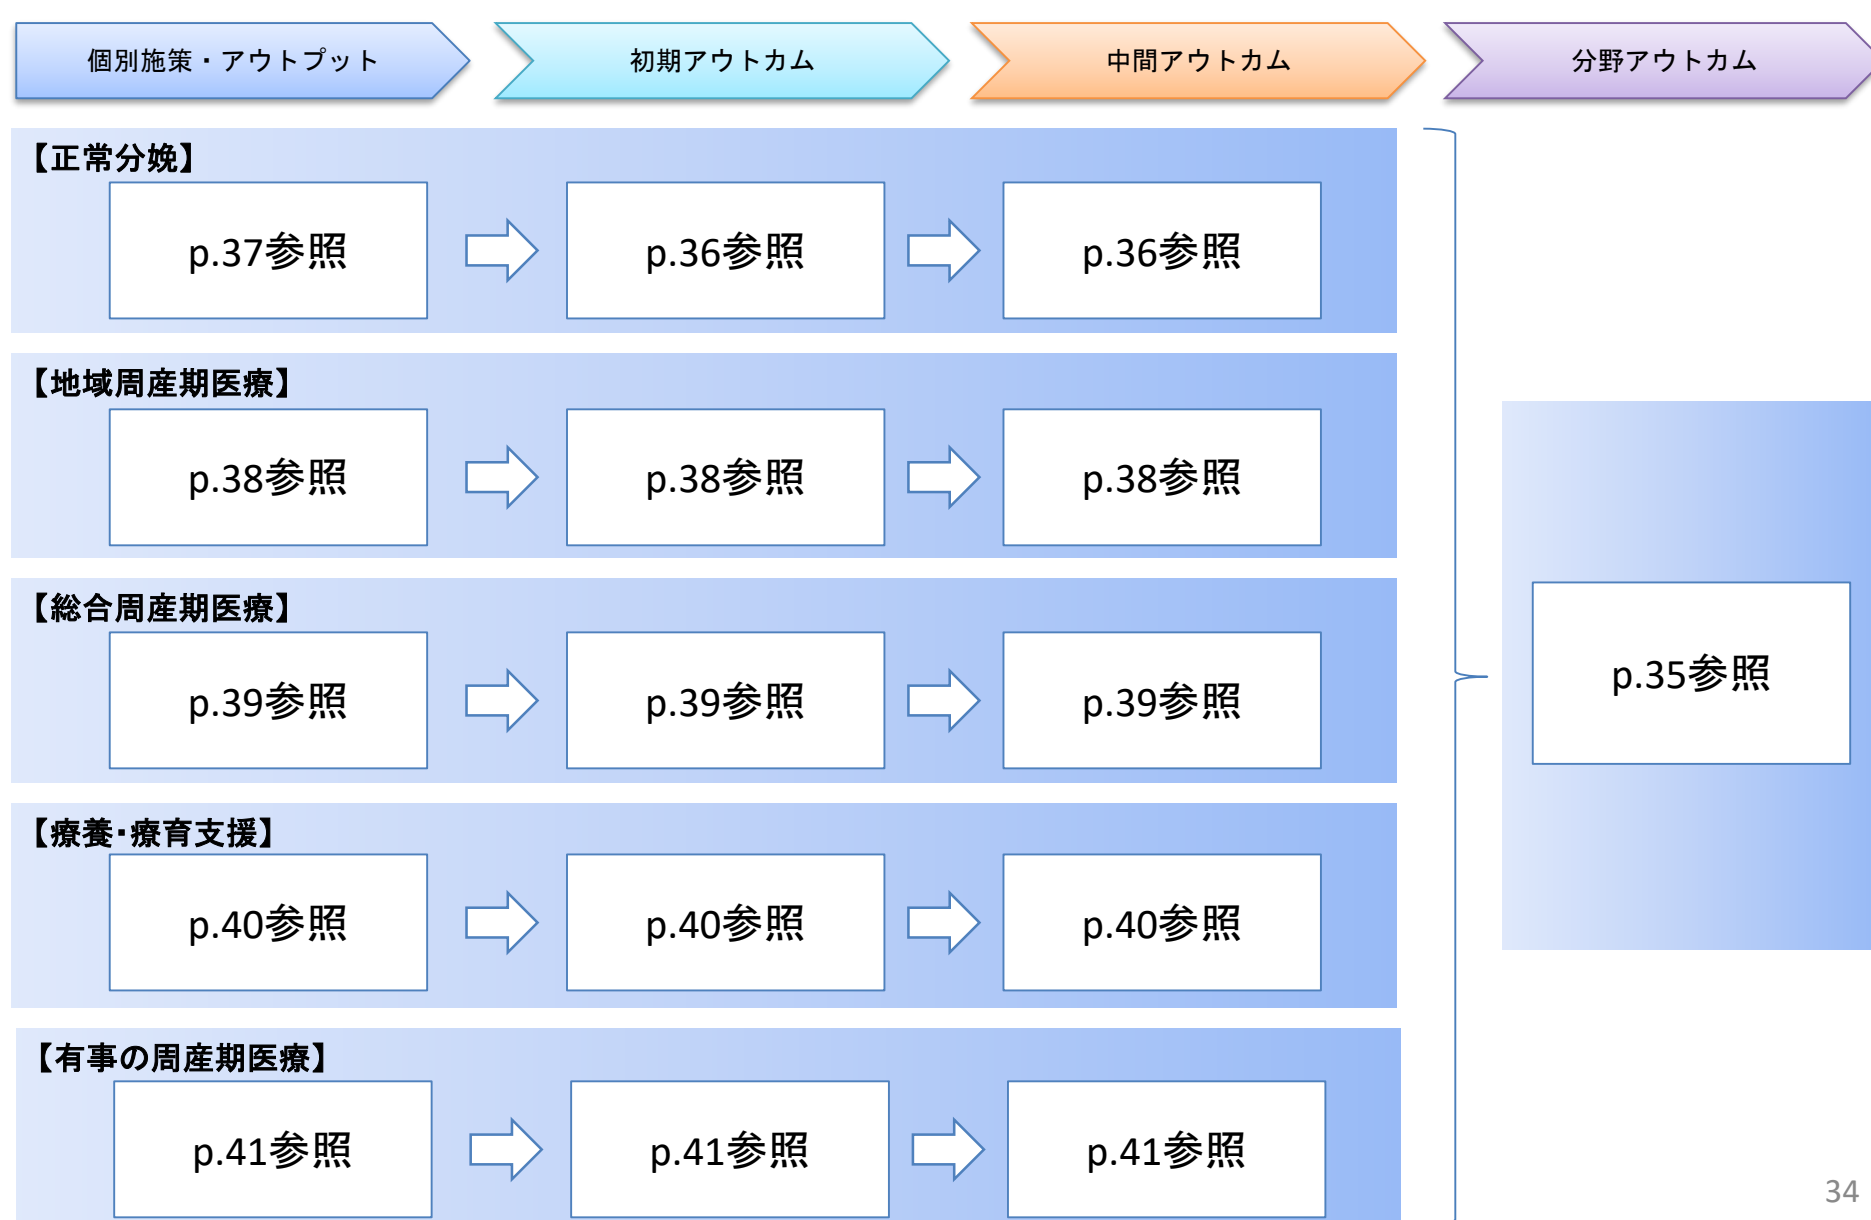 個別施策・アウトプット
初期アウトカム
中間アウトカム
分野アウトカム
【正常分娩】
p.37参照
p.36参照
p.36参照
【地域周産期医療】
p.38参照
p.38参照
p.38参照
【総合周産期医療】
p.39参照
p.39参照
p.39参照
p.35参照
【療養・療育支援】
p.40参照
p.40参照
p.40参照
【有事の周産期医療】
p.41参照
p.41参照
p.41参照
34